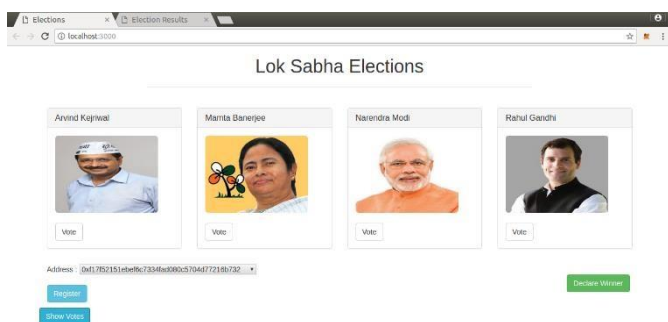 Elections
Election Results
localhost:3000
Lok Sabha Elections
Arvind Kejriwal
Mamta Banerjee
Narendra Modi
Rahul Gandhi
Vote
Vote
Vote
Vote
Address :
Declare Winner
Register
Show Votes